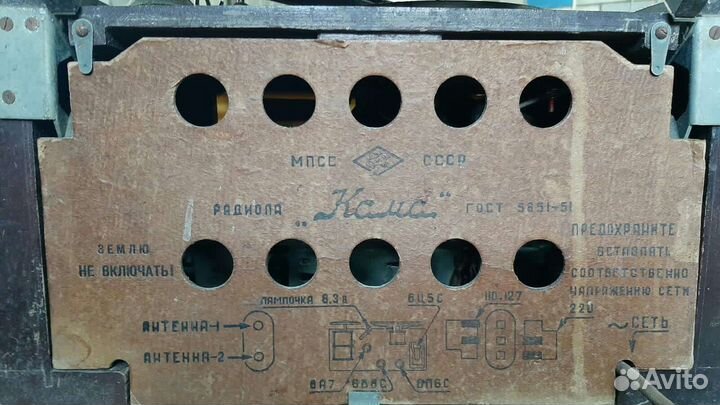 МПСС СССР
РАДИОЛА „Кама" ГОСТ 5851-51
ЗЕМЛЮ
НЕ ВКЛЮЧАТЬ!
ПРЕДОХРАНИТЕ
ВСТАВЛЯТЬ
СООТВЕТСТВЕННО
НАПРЯЖЕНИЮ СЕТИ
ЛАМПОЧКА 6,3 в
6Ц5С
110.127
220
АНТЕННА-1
АНТЕННА-2
~СЕТЬ
6А7
6Б8С
6П6С
Avito